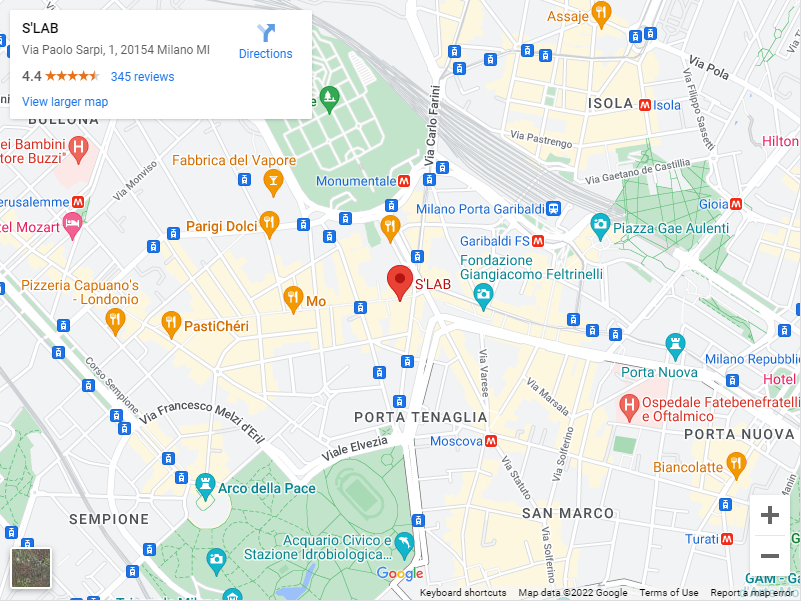 S'LAB
Via Paolo Sarpi, 1, 20154 Milano MI
Directions
4.4
345 reviews
View larger map
Assaje
Via Pola
Via Filippo Sassetti
ISOLA
Isola
BULLONA
Via Carlo Farini
Via Pastrengo
Hilton
ei Bambini
tore Buzzi"
Fabbrica del Vapore
Via Monviso
Via Gaetano de Castillia
Monumentale
erusalemme
Gioia
Milano Porta Garibaldi
tel Mozart
Parigi Dolci
Piazza Gae Aulenti
Garibaldi FS
Fondazione
Giangiacomo Feltrinelli
Pizzeria Capuano's
- Londonio
S'LAB
Mo
PastiChéri
Corso Sempione
Milano Repubblic
Porta Nuova
Via Varese
Hotel
Via Marsala
Via Francesco Melzi d'Eril
Ospedale Fatebenefratelli
e Oftalmico
PORTA TENAGLIA
PORTA NUOVA
Viale Elvezia
Moscova
Via Solferino
Biancolatte
Via Statuto
Via Manin
Arco della Pace
SEMPIONE
SAN MARCO
Acquario Civico e
Stazione Idrobiologica...
Turati
Via Solferino
Google
GAM - Ga
Keyboard shortcuts
Map data ©2022 Google
Terms of Use
Report a map error